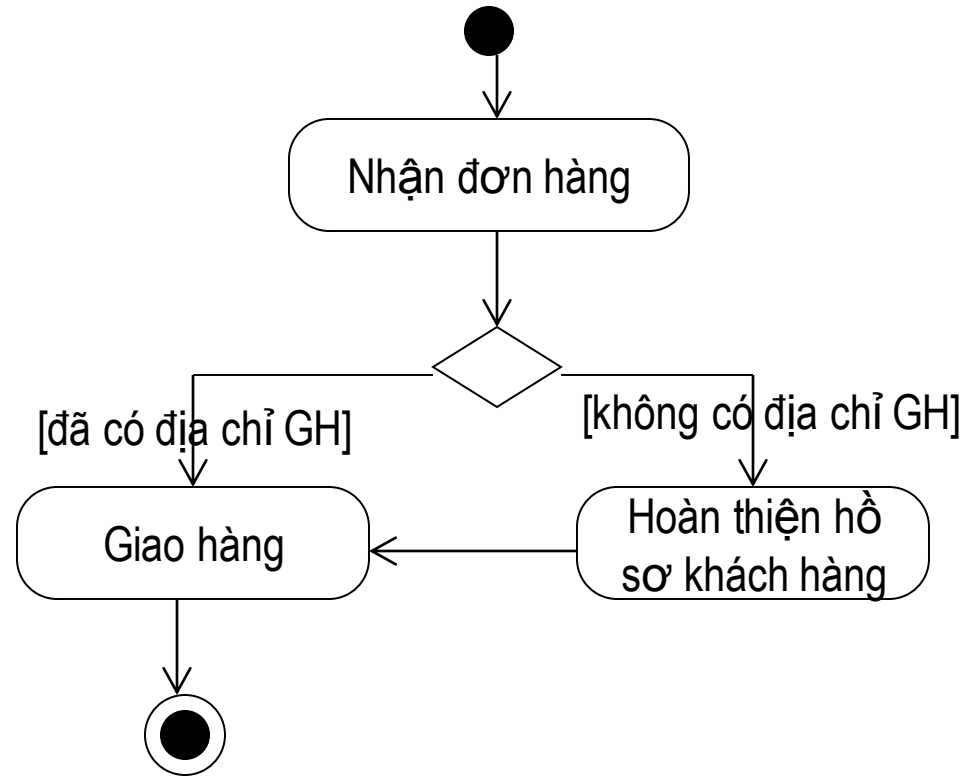 Nhận đơn hàng
[đã có địa chỉ GH]
[không có địa chỉ GH]
Giao hàng
Hoàn thiện hồ
sơ khách hàng